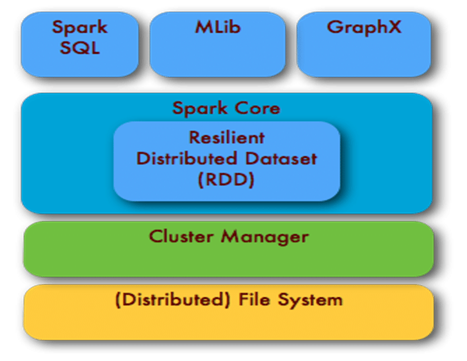 Spark
SQL
MLib
GraphX
Spark Core
Resilient
Distributed Dataset
(RDD)
Cluster Manager
(Distributed) File System